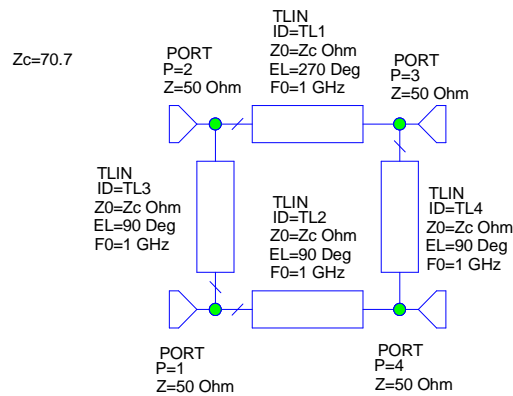 Zc=70.7
PORT
P=2
Z=50 Ohm
TLIN
ID=TL1
Z0=Zc Ohm
EL=270 Deg
F0=1 GHz
PORT
P=3
Z=50 Ohm
TLIN
ID=TL3
Z0=Zc Ohm
EL=90 Deg
F0=1 GHz
TLIN
ID=TL2
Z0=Zc Ohm
EL=90 Deg
F0=1 GHz
TLIN
ID=TL4
Z0=Zc Ohm
EL=90 Deg
F0=1 GHz
PORT
P=1
Z=50 Ohm
PORT
P=4
Z=50 Ohm